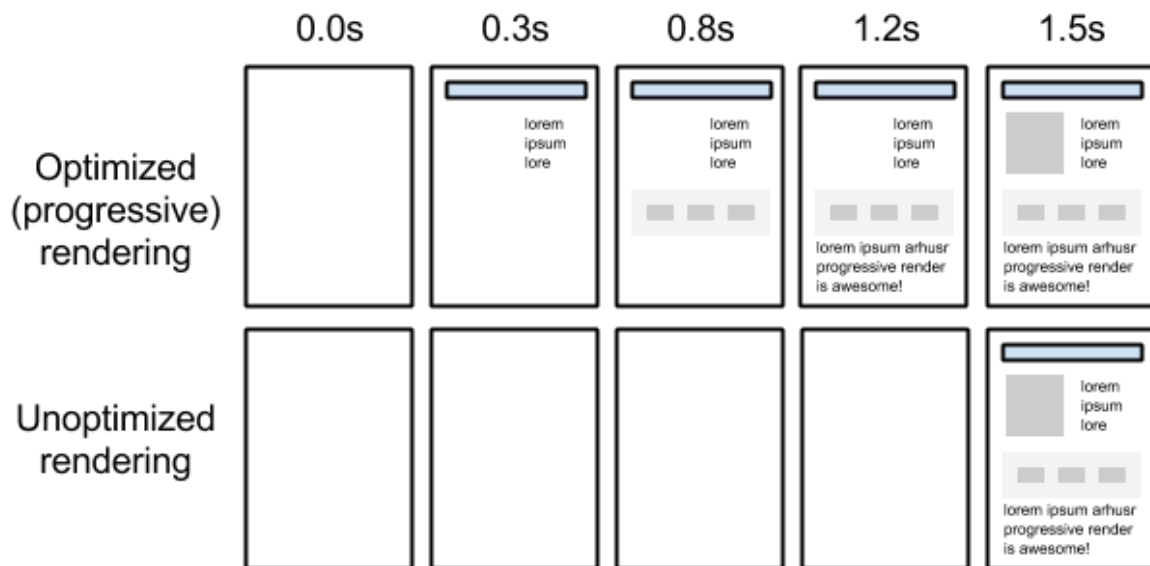 0.0s 0.3s 0.8s 1.2s 1.5s
Optimized
(progressive)
rendering
lorem
ipsum
lore
lorem
ipsum
lore
lorem
ipsum
lore
lorem ipsum arhusr
progressive render
is awesome!
lorem
ipsum
lore
lorem ipsum arhusr
progressive render
is awesome!
Unoptimized
rendering
lorem
ipsum
lore
lorem ipsum arhusr
progressive render
is awesome!